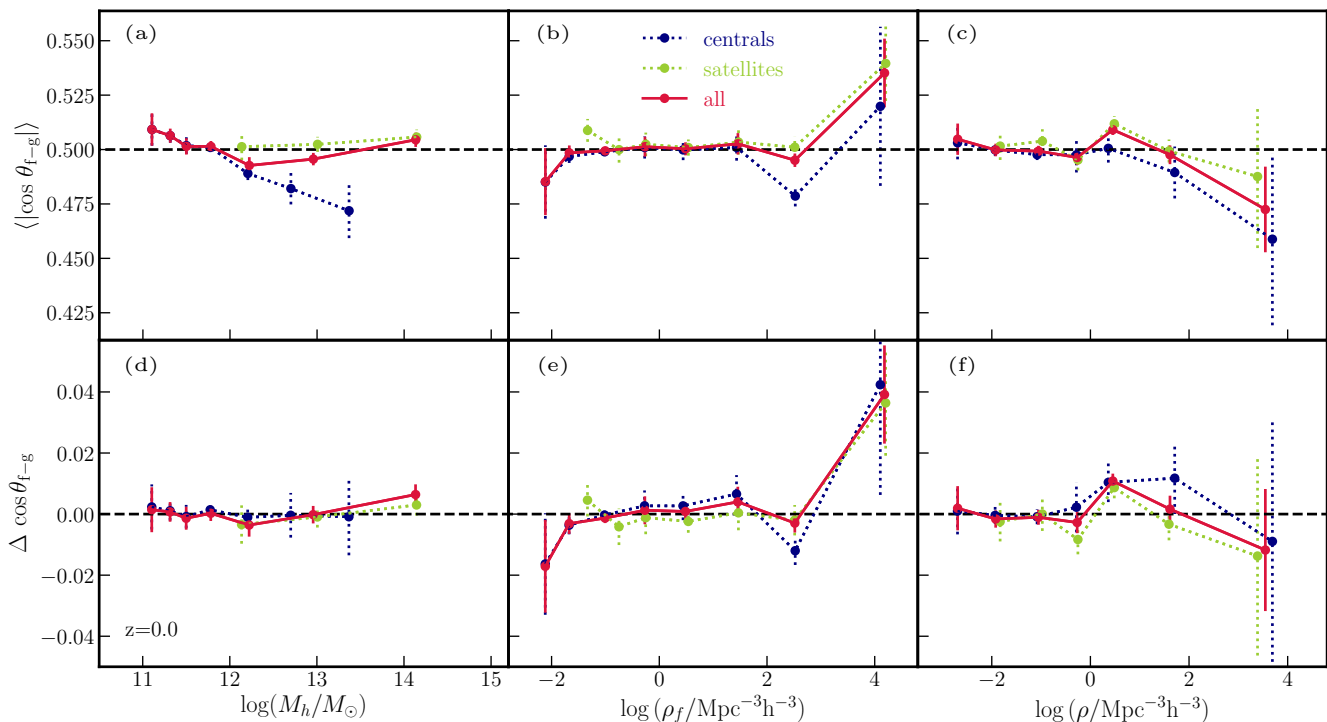 (a) (b) (c)
centrals
satellites
all
0.550
0.525
0.500
0.475
0.450
0.425
⟨|cos θf−g|⟩
(d) (e) (f)
0.04
0.02
0.00
−0.02
−0.04
Δ cosθf−g
z=0.0
11 12 13 14 15
−2 0 2 4
−2 0 2 4
log(Mh/M⊙)
log (ρf/Mpc⁻³h⁻³)
log (ρ/Mpc⁻³h⁻³)